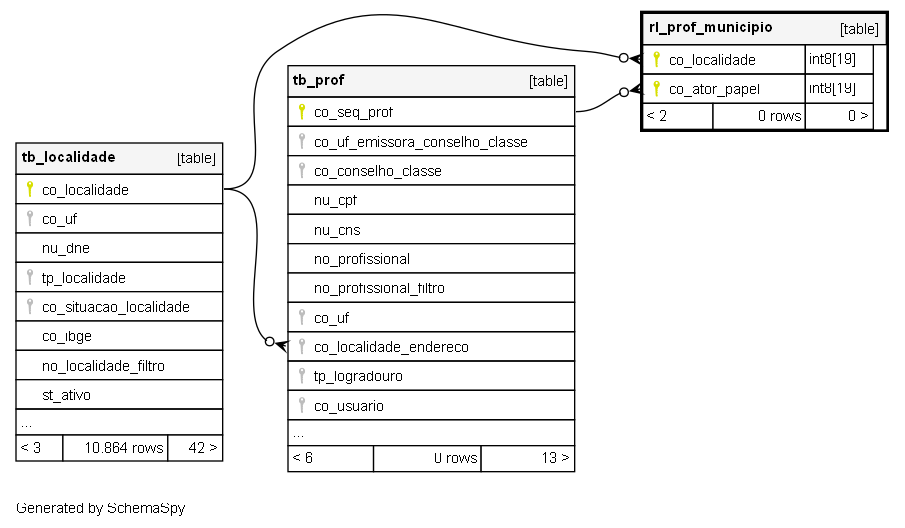 rl_prof_municipio [table]
co_localidade int8[19]
co_ator_papel int8[19]
< 2 0 rows 0 >
tb_prof [table]
co_seq_prof
co_uf_emissora_conselho_classe
co_conselho_classe
nu_cpf
nu_cns
no_profissional
no_profissional_filtro
co_uf
co_localidade_endereco
tp_logradouro
co_usuario
...
< 6 0 rows 13 >
tb_localidade [table]
co_localidade
co_uf
nu_dne
tp_localidade
co_situacao_localidade
co_ibge
no_localidade_filtro
st_ativo
...
< 3 10.864 rows 42 >
Generated by SchemaSpy